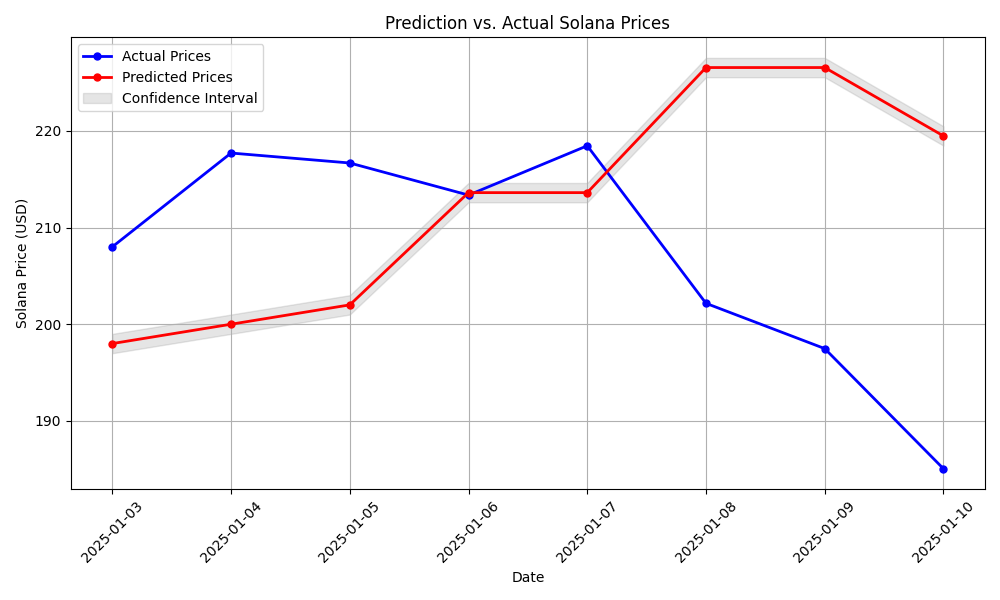 Prediction vs. Actual Solana Prices
Actual Prices
Predicted Prices
Confidence Interval
Solana Price (USD)
220
210
200
190
2025-01-03
2025-01-04
2025-01-05
2025-01-06
2025-01-07
2025-01-08
2025-01-09
2025-01-10
Date